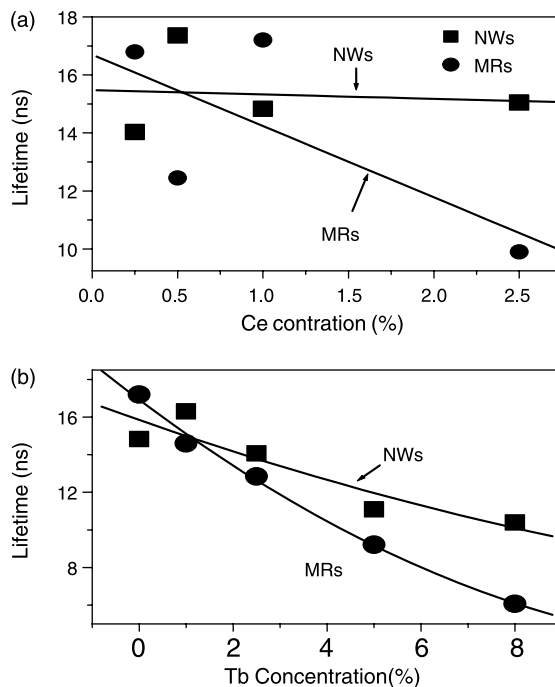 (a)
18
16
14
12
10
Lifetime (ns)
NWs
MRs
NWs
MRs
0.0 0.5 1.0 1.5 2.0 2.5
Ce contration (%)
(b)
16
12
8
Lifetime (ns)
NWs
MRs
0 2 4 6 8
Tb Concentration(%)